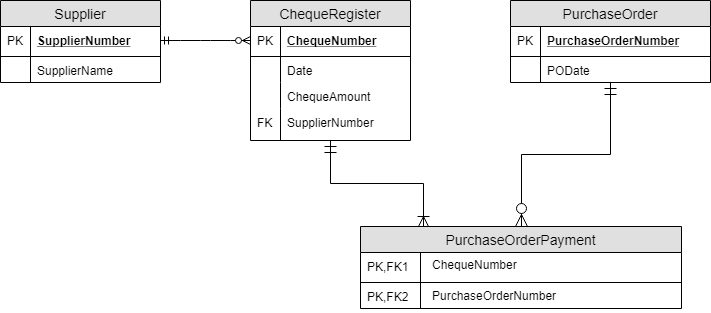 Supplier
PK SupplierNumber
SupplierName
ChequeRegister
PK ChequeNumber
Date
ChequeAmount
FK SupplierNumber
PurchaseOrder
PK PurchaseOrderNumber
PODate
PurchaseOrderPayment
PK,FK1 ChequeNumber
PK,FK2 PurchaseOrderNumber